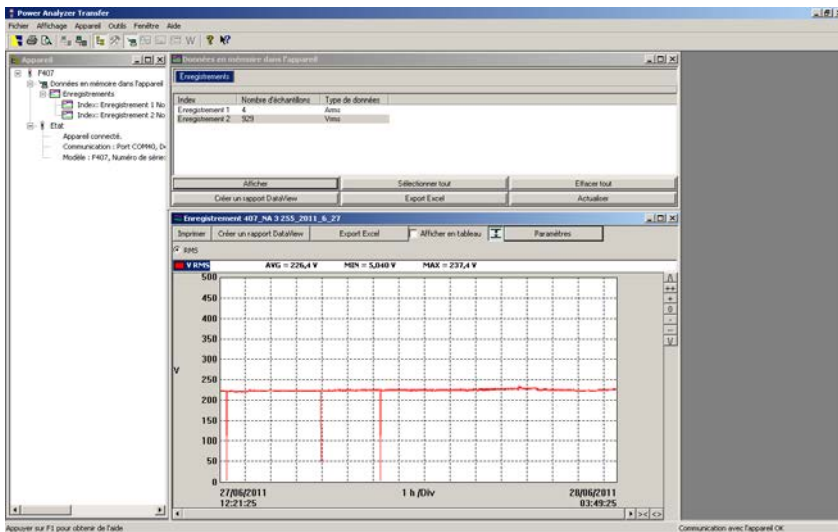 Power Analyzer Transfer
Fichier Affichage Appareil Outils Fenêtre Aide
Appareil
F407
Données en mémoire dans l'appareil
Enregistrements
Index: Enregistrement 1 No
Index: Enregistrement 2 No
Etat
Appareil connecté.
Communication : Port COM40, De
Modèle : F407, Numéro de série:
Données en mémoire dans l'appareil
Enregistrements
Index Nombre d'échantillons Type de données
Enregistrement 1 4 Arms
Enregistrement 2 929 Vrms
Afficher Sélectionner tout Effacer tout
Créer un rapport DataView Export Excel Actualiser
Enregistrement 407_NA 3 255_2011_6_27
Imprimer Créer un rapport DataView Export Excel Afficher en tableau Paramètres
RMS
V RMS AVG = 226,4 V MIN = 5,040 V MAX = 237,4 V
500
450
400
350
300
V
250
200
150
100
50
0
27/06/2011 1 h /Div 28/06/2011
12:21:25 03:49:25
Appuyer sur F1 pour obtenir de l'aide Communication avec l'appareil OK